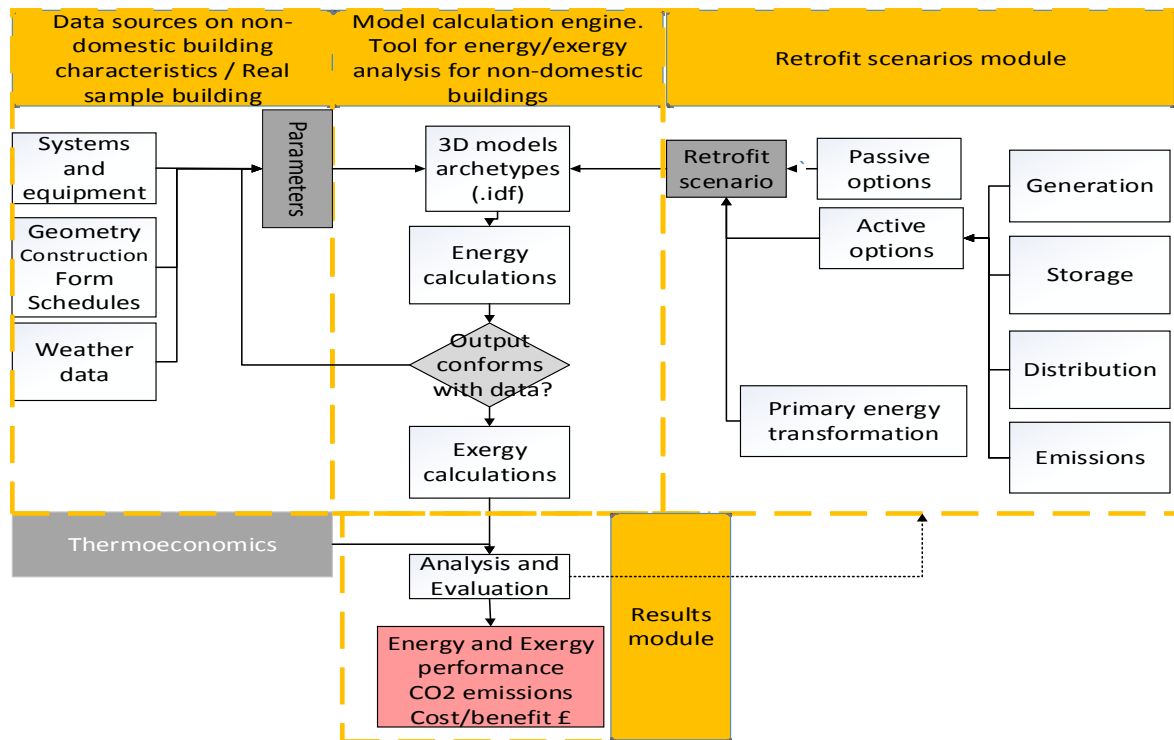 Data sources on non-
domestic building
characteristics / Real
sample building
Model calculation engine.
Tool for energy/exergy
analysis for non-domestic
buildings
Retrofit scenarios module
Systems
and
equipment
Geometry
Construction
Form
Schedules
Weather
data
Parameters
3D models
archetypes
(.idf)
Energy
calculations
Output
conforms
with data?
Exergy
calculations
Retrofit
scenario
Passive
options
Active
options
Primary energy
transformation
Generation
Storage
Distribution
Emissions
Thermoeconomics
Analysis and
Evaluation
Energy and Exergy
performance
CO2 emissions
Cost/benefit £
Results
module